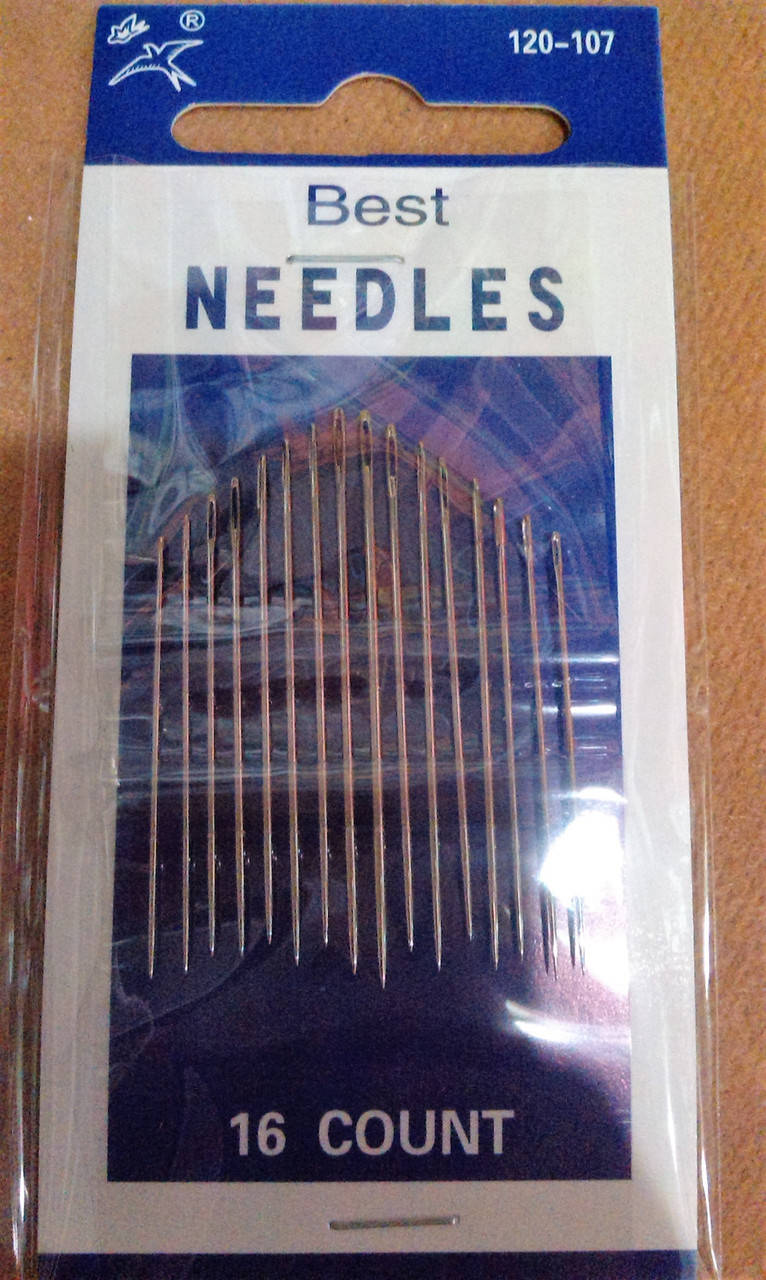 ®
120-107
Best
NEEDLES
16 COUNT